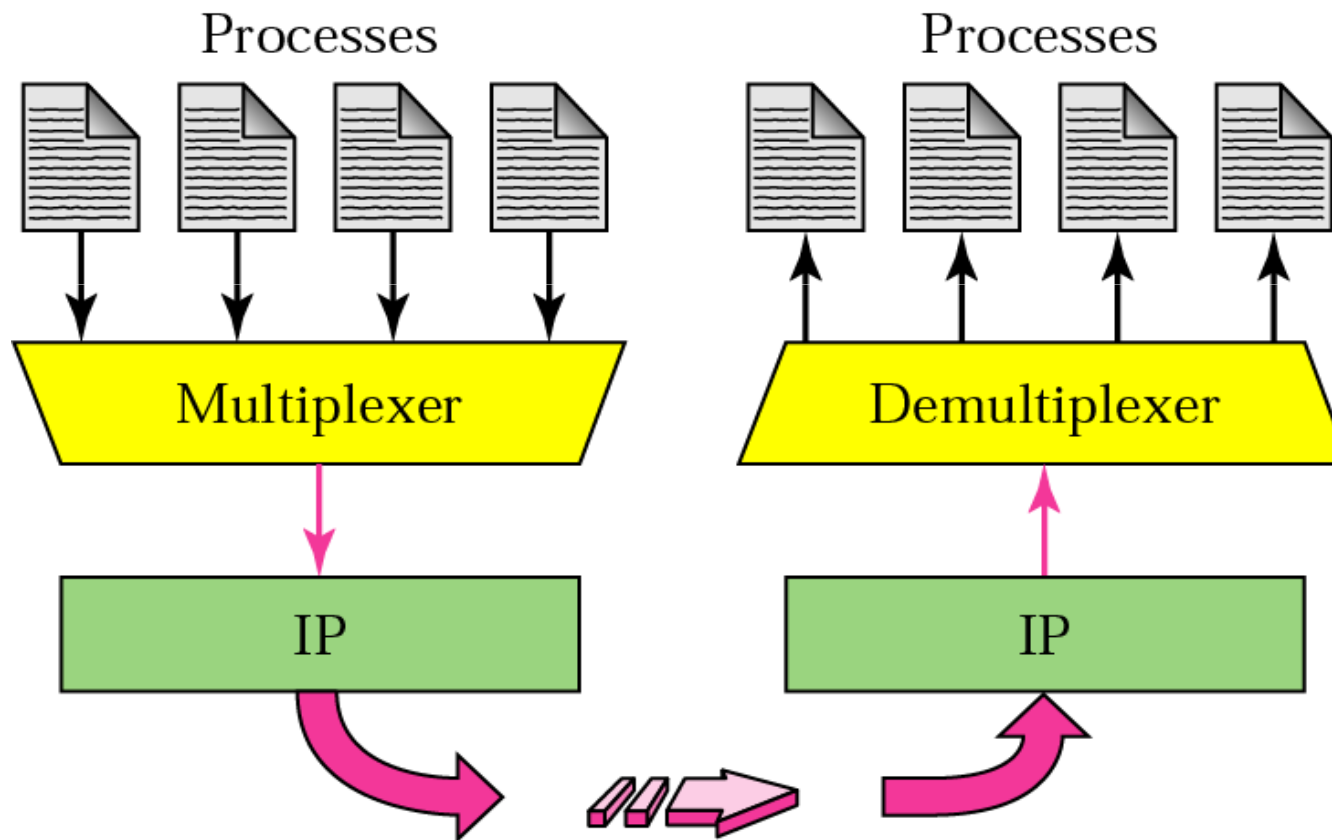 Processes
Processes
Multiplexer
Demultiplexer
IP
IP